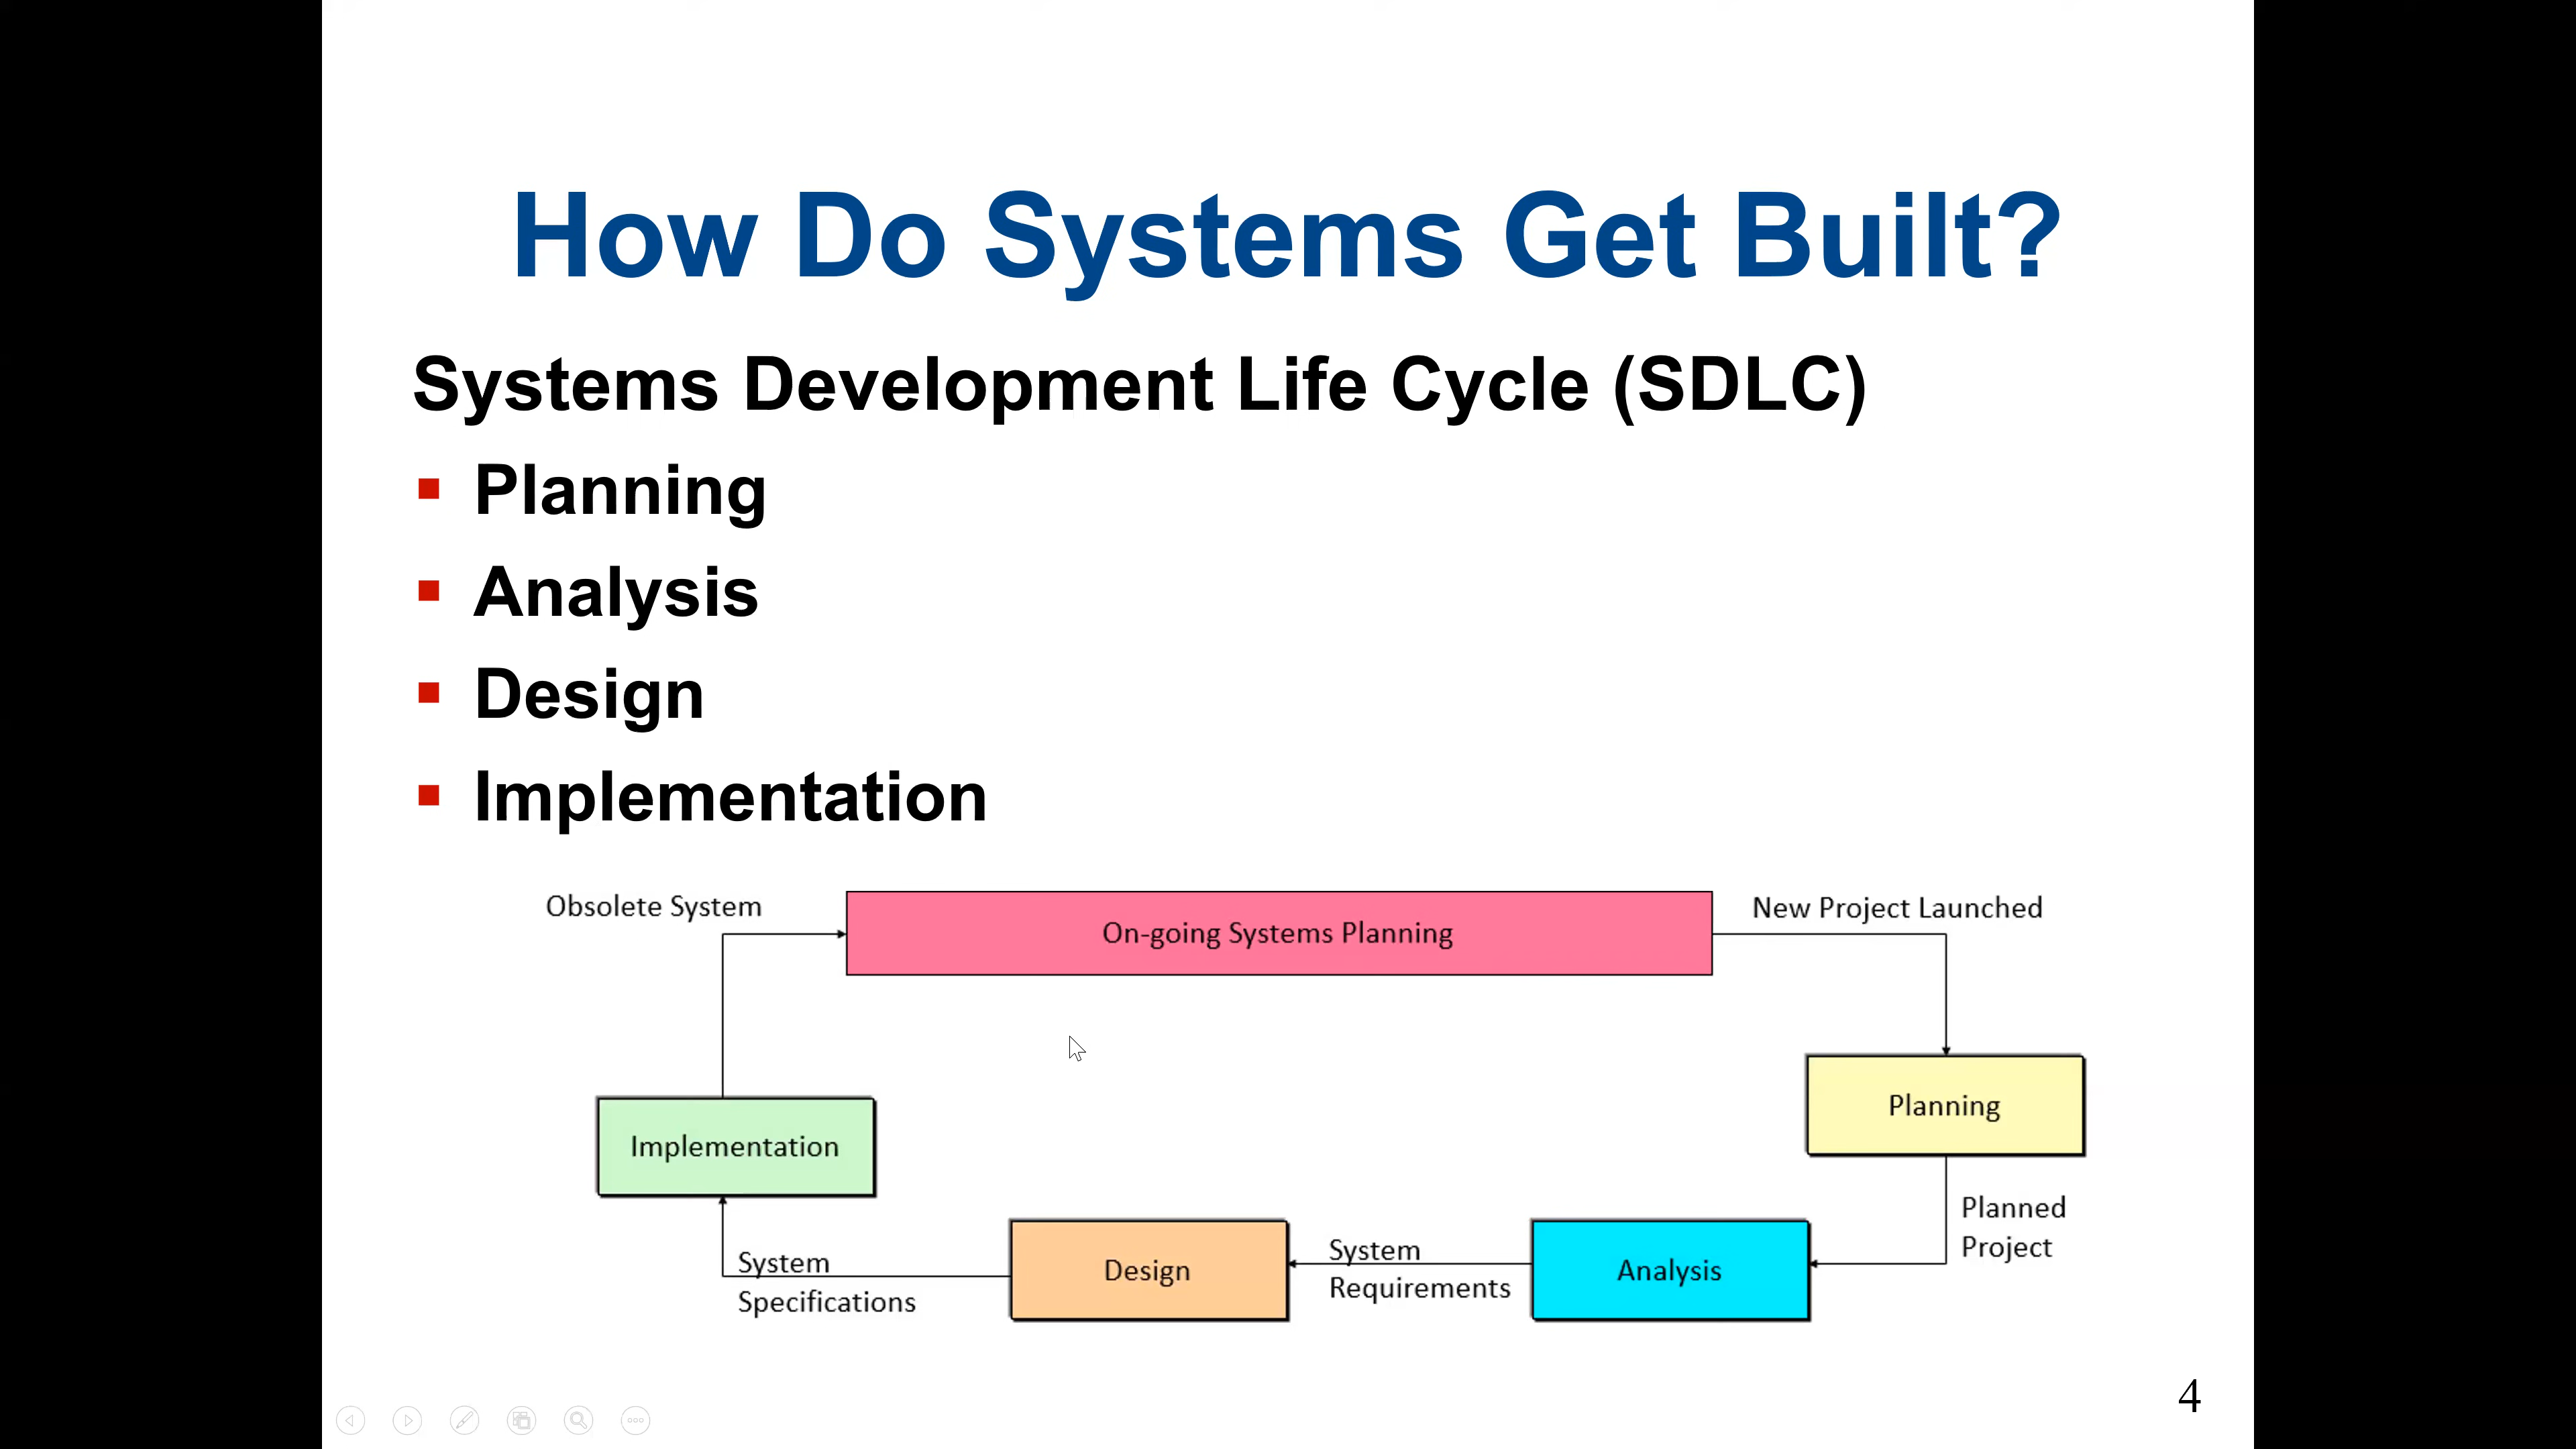 How Do Systems Get Built?
Systems Development Life Cycle (SDLC)
Planning
Analysis
Design
Implementation
Obsolete System
On-going Systems Planning
New Project Launched
Planning
Implementation
Planned
Project
System
Specifications
Design
System
Requirements
Analysis
4